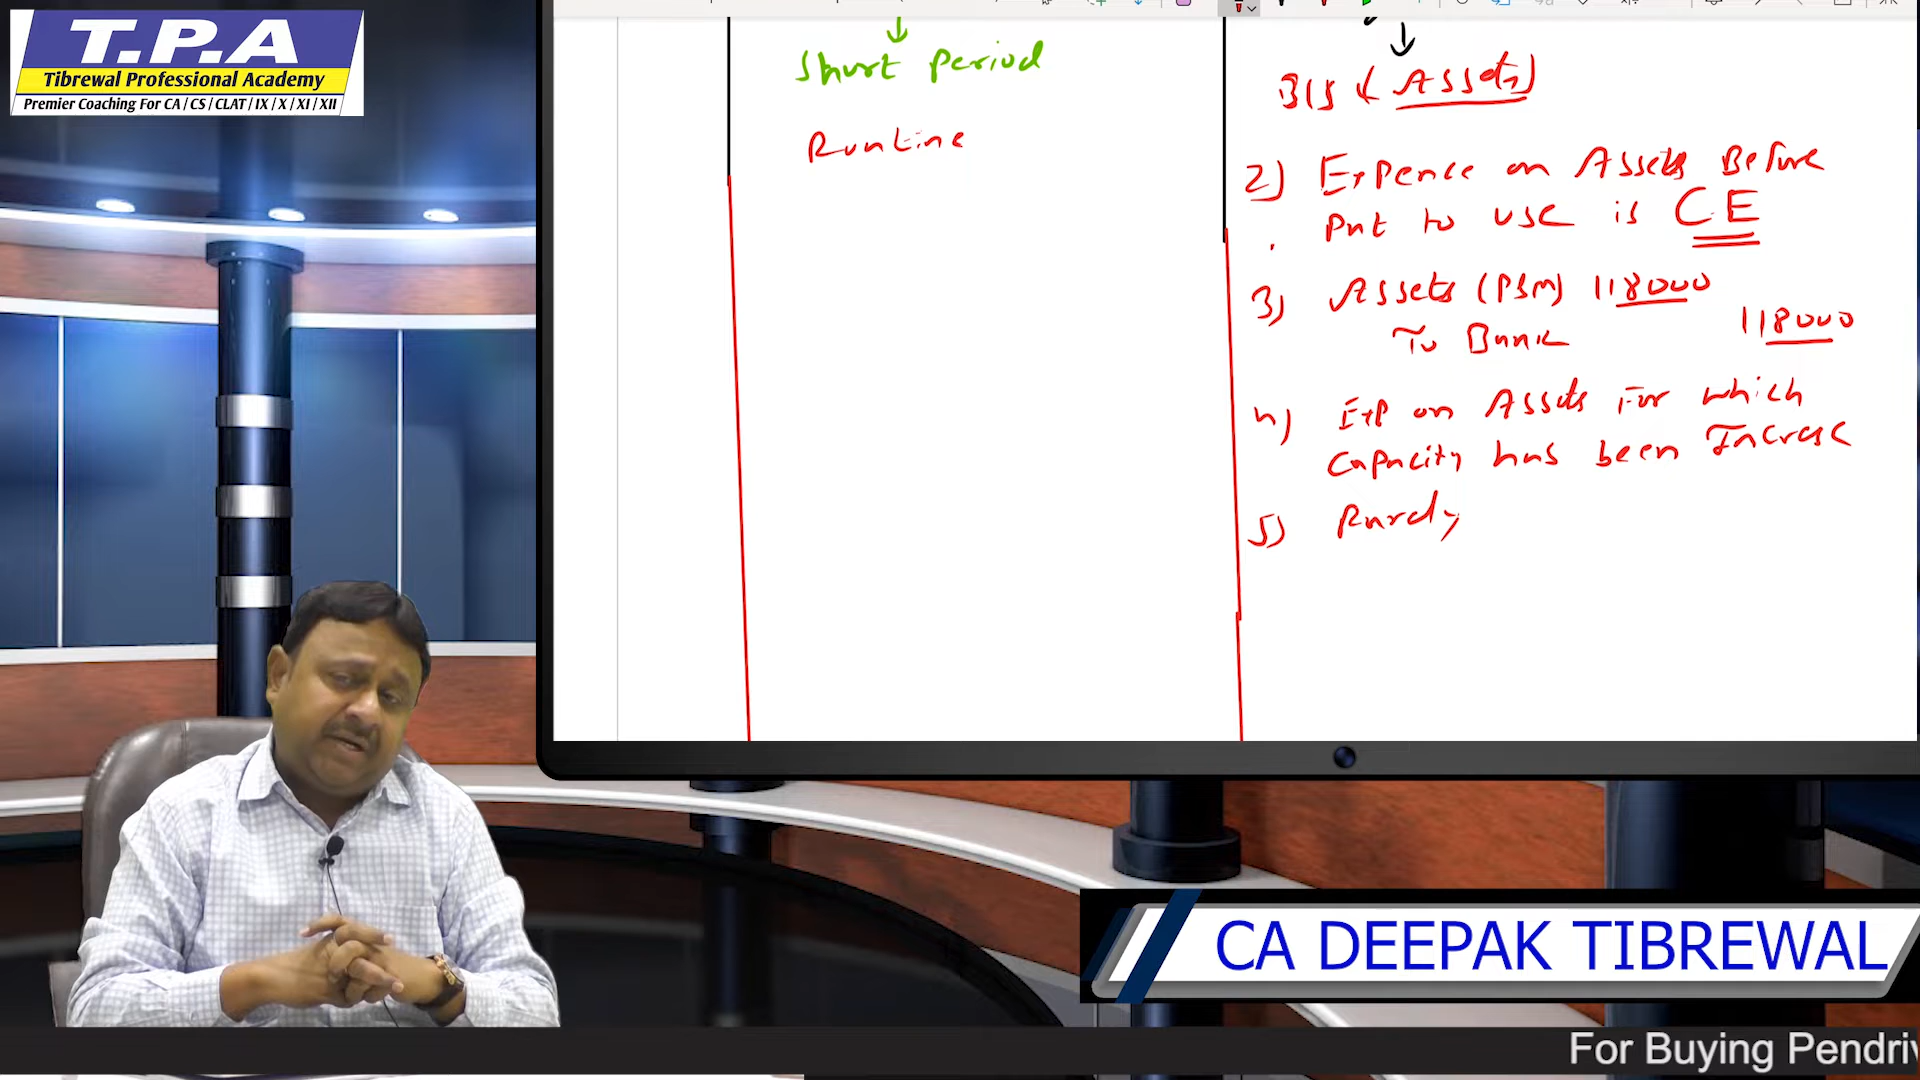 T.P.A
Tibrewal Professional Academy
Premier Coaching For CA / CS / CLAT / IX / X / XI / XII
Short Period
Runtine
B/S (Assets)
2) Expence on Assets Before
Put to use is C.E
3) Assets (P&M) 118000
To Bank 118000
4) Exp on Assets For which
capacity has been Increase
5) Rarely
CA DEEPAK TIBREWAL
For Buying Pendriv